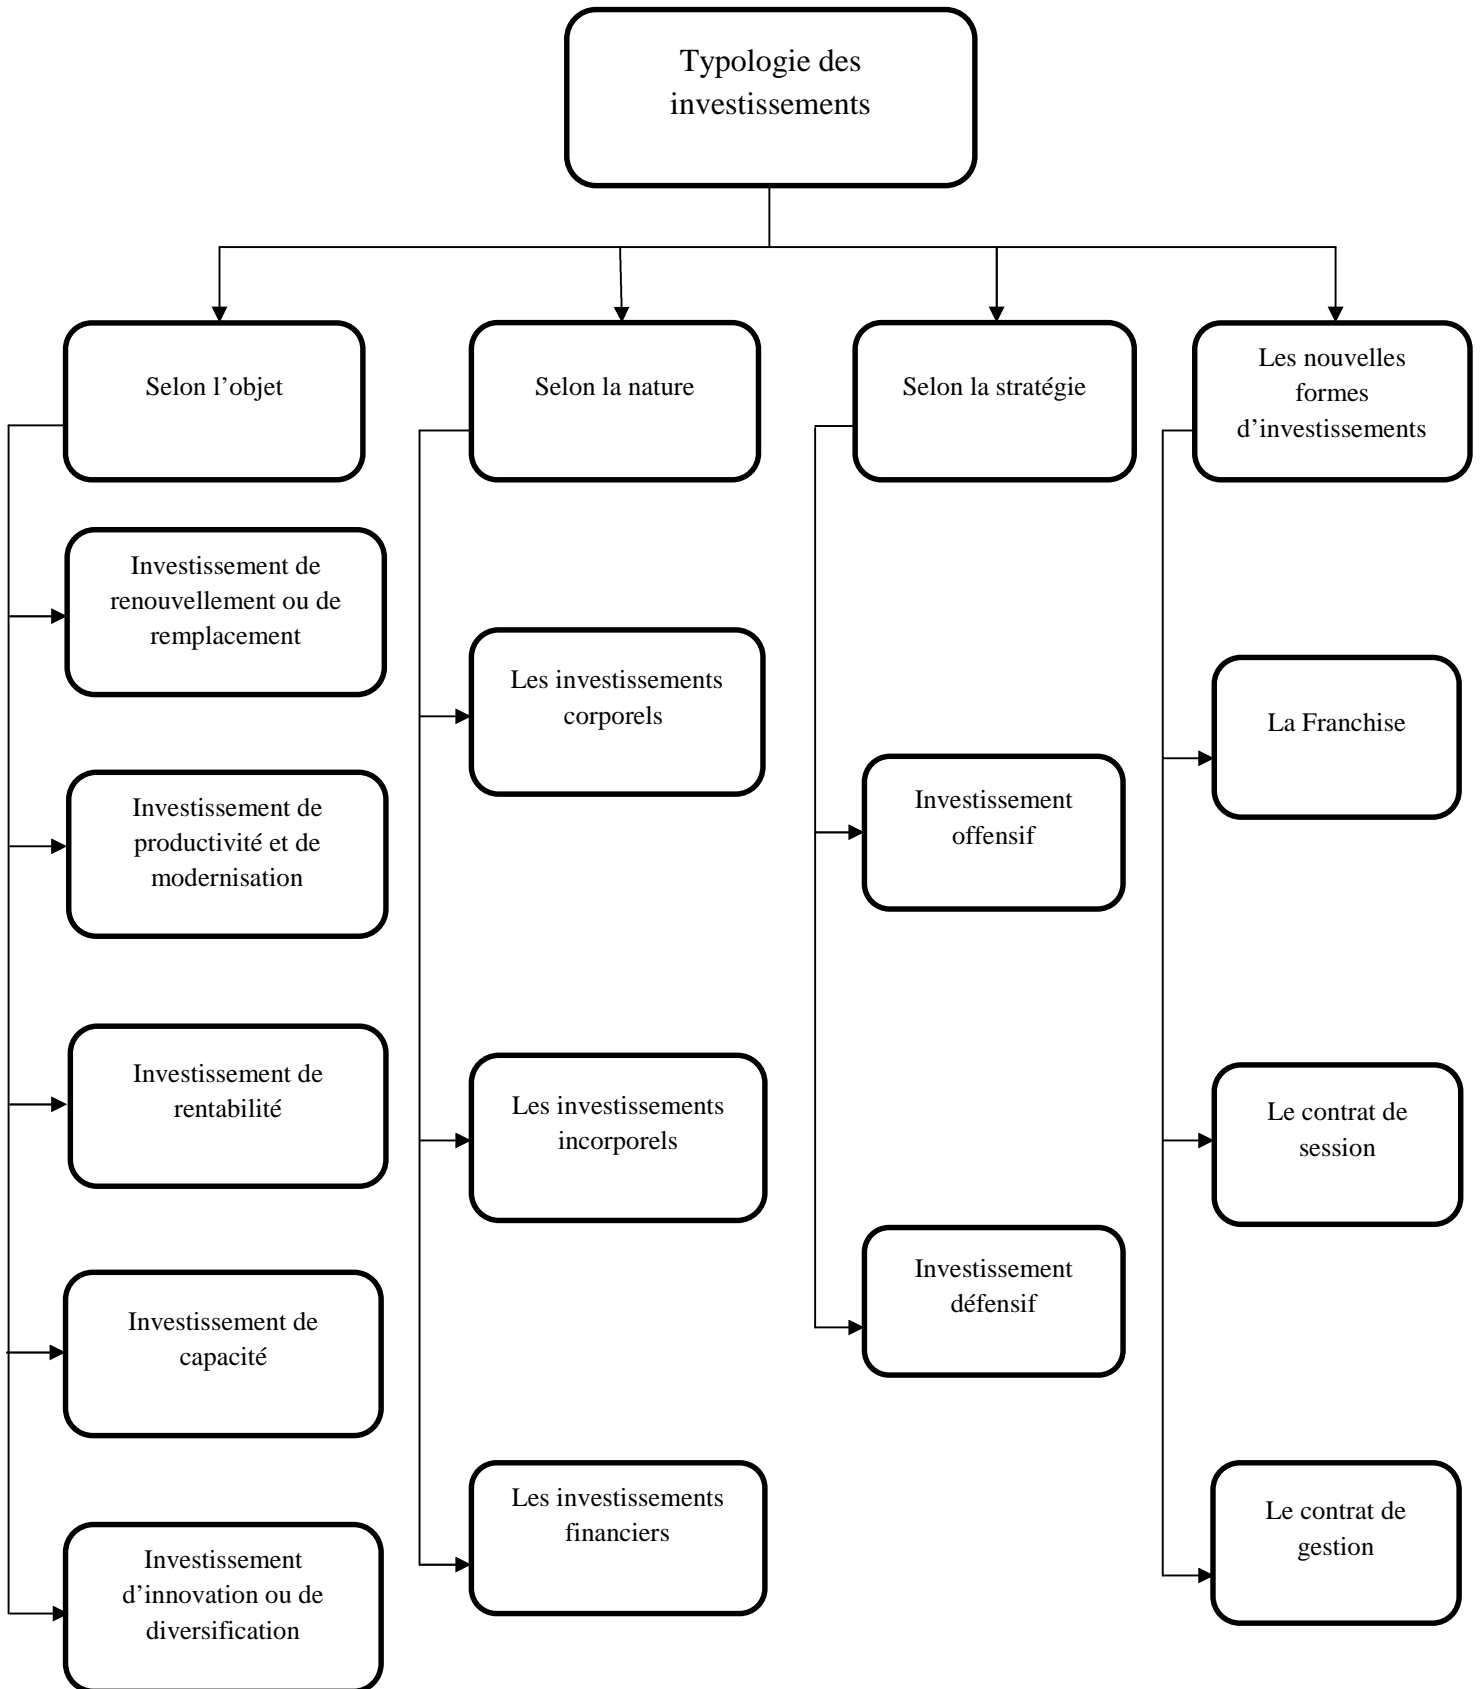 Typologie des
investissements
Selon l’objet
Selon la nature
Selon la stratégie
Les nouvelles
formes
d’investissements
Investissement de
renouvellement ou de
remplacement
Investissement de
productivité et de
modernisation
Investissement de
rentabilité
Investissement de
capacité
Investissement
d’innovation ou de
diversification
Les investissements
corporels
Les investissements
incorporels
Les investissements
financiers
Investissement
offensif
Investissement
défensif
La Franchise
Le contrat de
session
Le contrat de
gestion